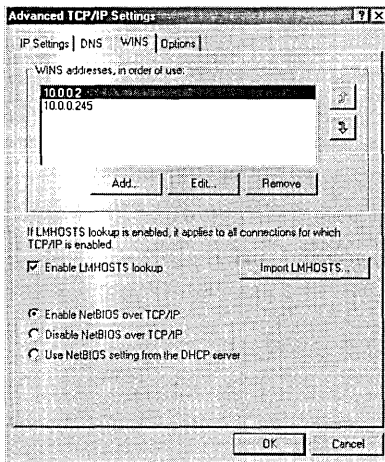 Advanced TCP/IP Settings
IP Settings DNS WINS Options
WINS addresses, in order of use:
10.0.0.2
10.0.0.245
Add... Edit... Remove
If LMHOSTS lookup is enabled, it applies to all connections for which
TCP/IP is enabled.
Enable LMHOSTS lookup Import LMHOSTS...
Enable NetBIOS over TCP/IP
Disable NetBIOS over TCP/IP
Use NetBIOS setting from the DHCP server
OK Cancel